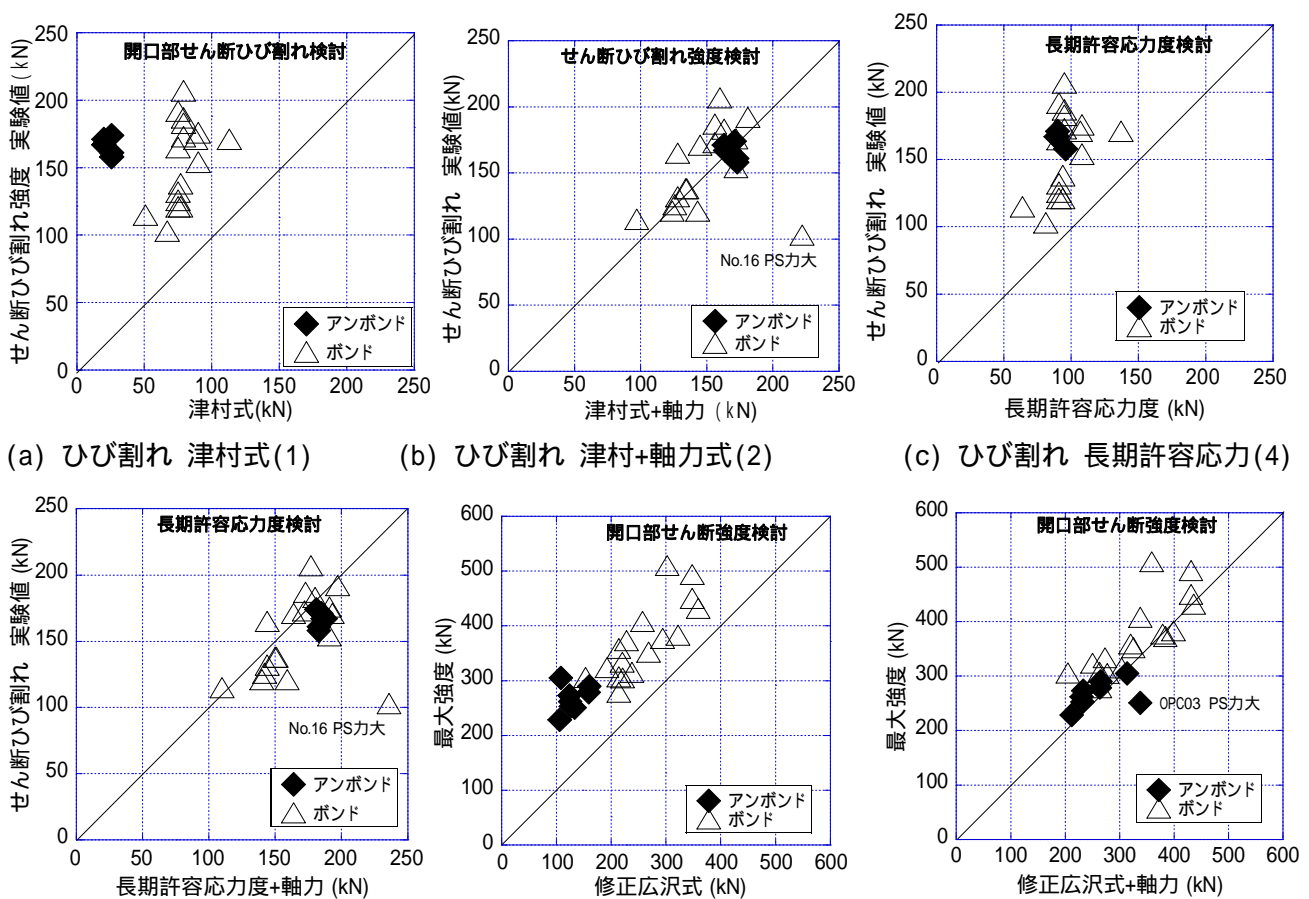 開口部せん断ひび割れ検討
せん断ひび割れ強度 実験値(kN)
250
200
150
100
50
0
アンボンド
ボンド
0 50 100 150 200 250
津村式(kN)
(a) ひび割れ 津村式(1)
せん断ひび割れ強度検討
せん断ひび割れ 実験値(kN)
250
200
150
100
50
0
No.16 PS力大
アンボンド
ボンド
0 50 100 150 200 250
津村式+軸力 (kN)
(b) ひび割れ 津村+軸力式(2)
長期許容応力度検討
せん断ひび割れ 実験値(kN)
250
200
150
100
50
0
アンボンド
ボンド
0 50 100 150 200 250
長期許容応力度 (kN)
(c) ひび割れ 長期許容応力(4)
長期許容応力度検討
せん断ひび割れ 実験値 (kN)
250
200
150
100
50
0
No.16 PS力大
アンボンド
ボンド
0 50 100 150 200 250
長期許容応力度+軸力 (kN)
開口部せん断強度検討
最大強度 (kN)
600
500
400
300
200
100
0
アンボンド
ボンド
0 100 200 300 400 500 600
修正広沢式 (kN)
開口部せん断強度検討
最大強度 (kN)
600
500
400
300
200
100
0
OPC03 PS力大
アンボンド
ボンド
0 100 200 300 400 500 600
修正広沢式+軸力 (kN)